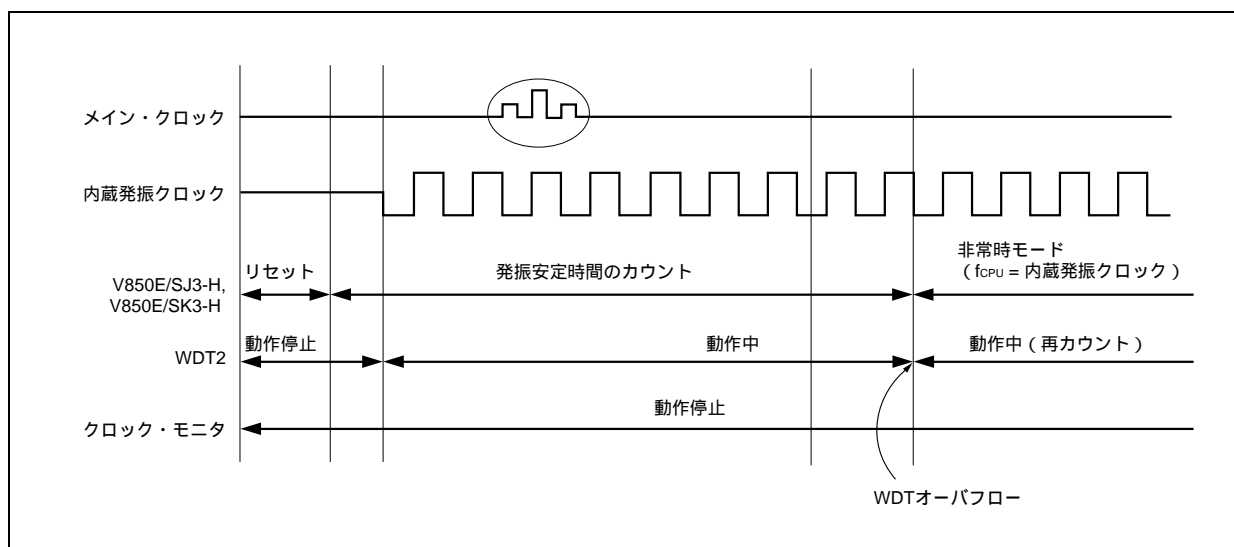 メイン・クロック
内蔵発振クロック
V850E/SJ3-H,
V850E/SK3-H
リセット
発振安定時間のカウント
非常時モード
（fCPU = 内蔵発振クロック）
WDT2
動作停止
動作中
動作中（再カウント）
クロック・モニタ
動作停止
WDTオーバフロー